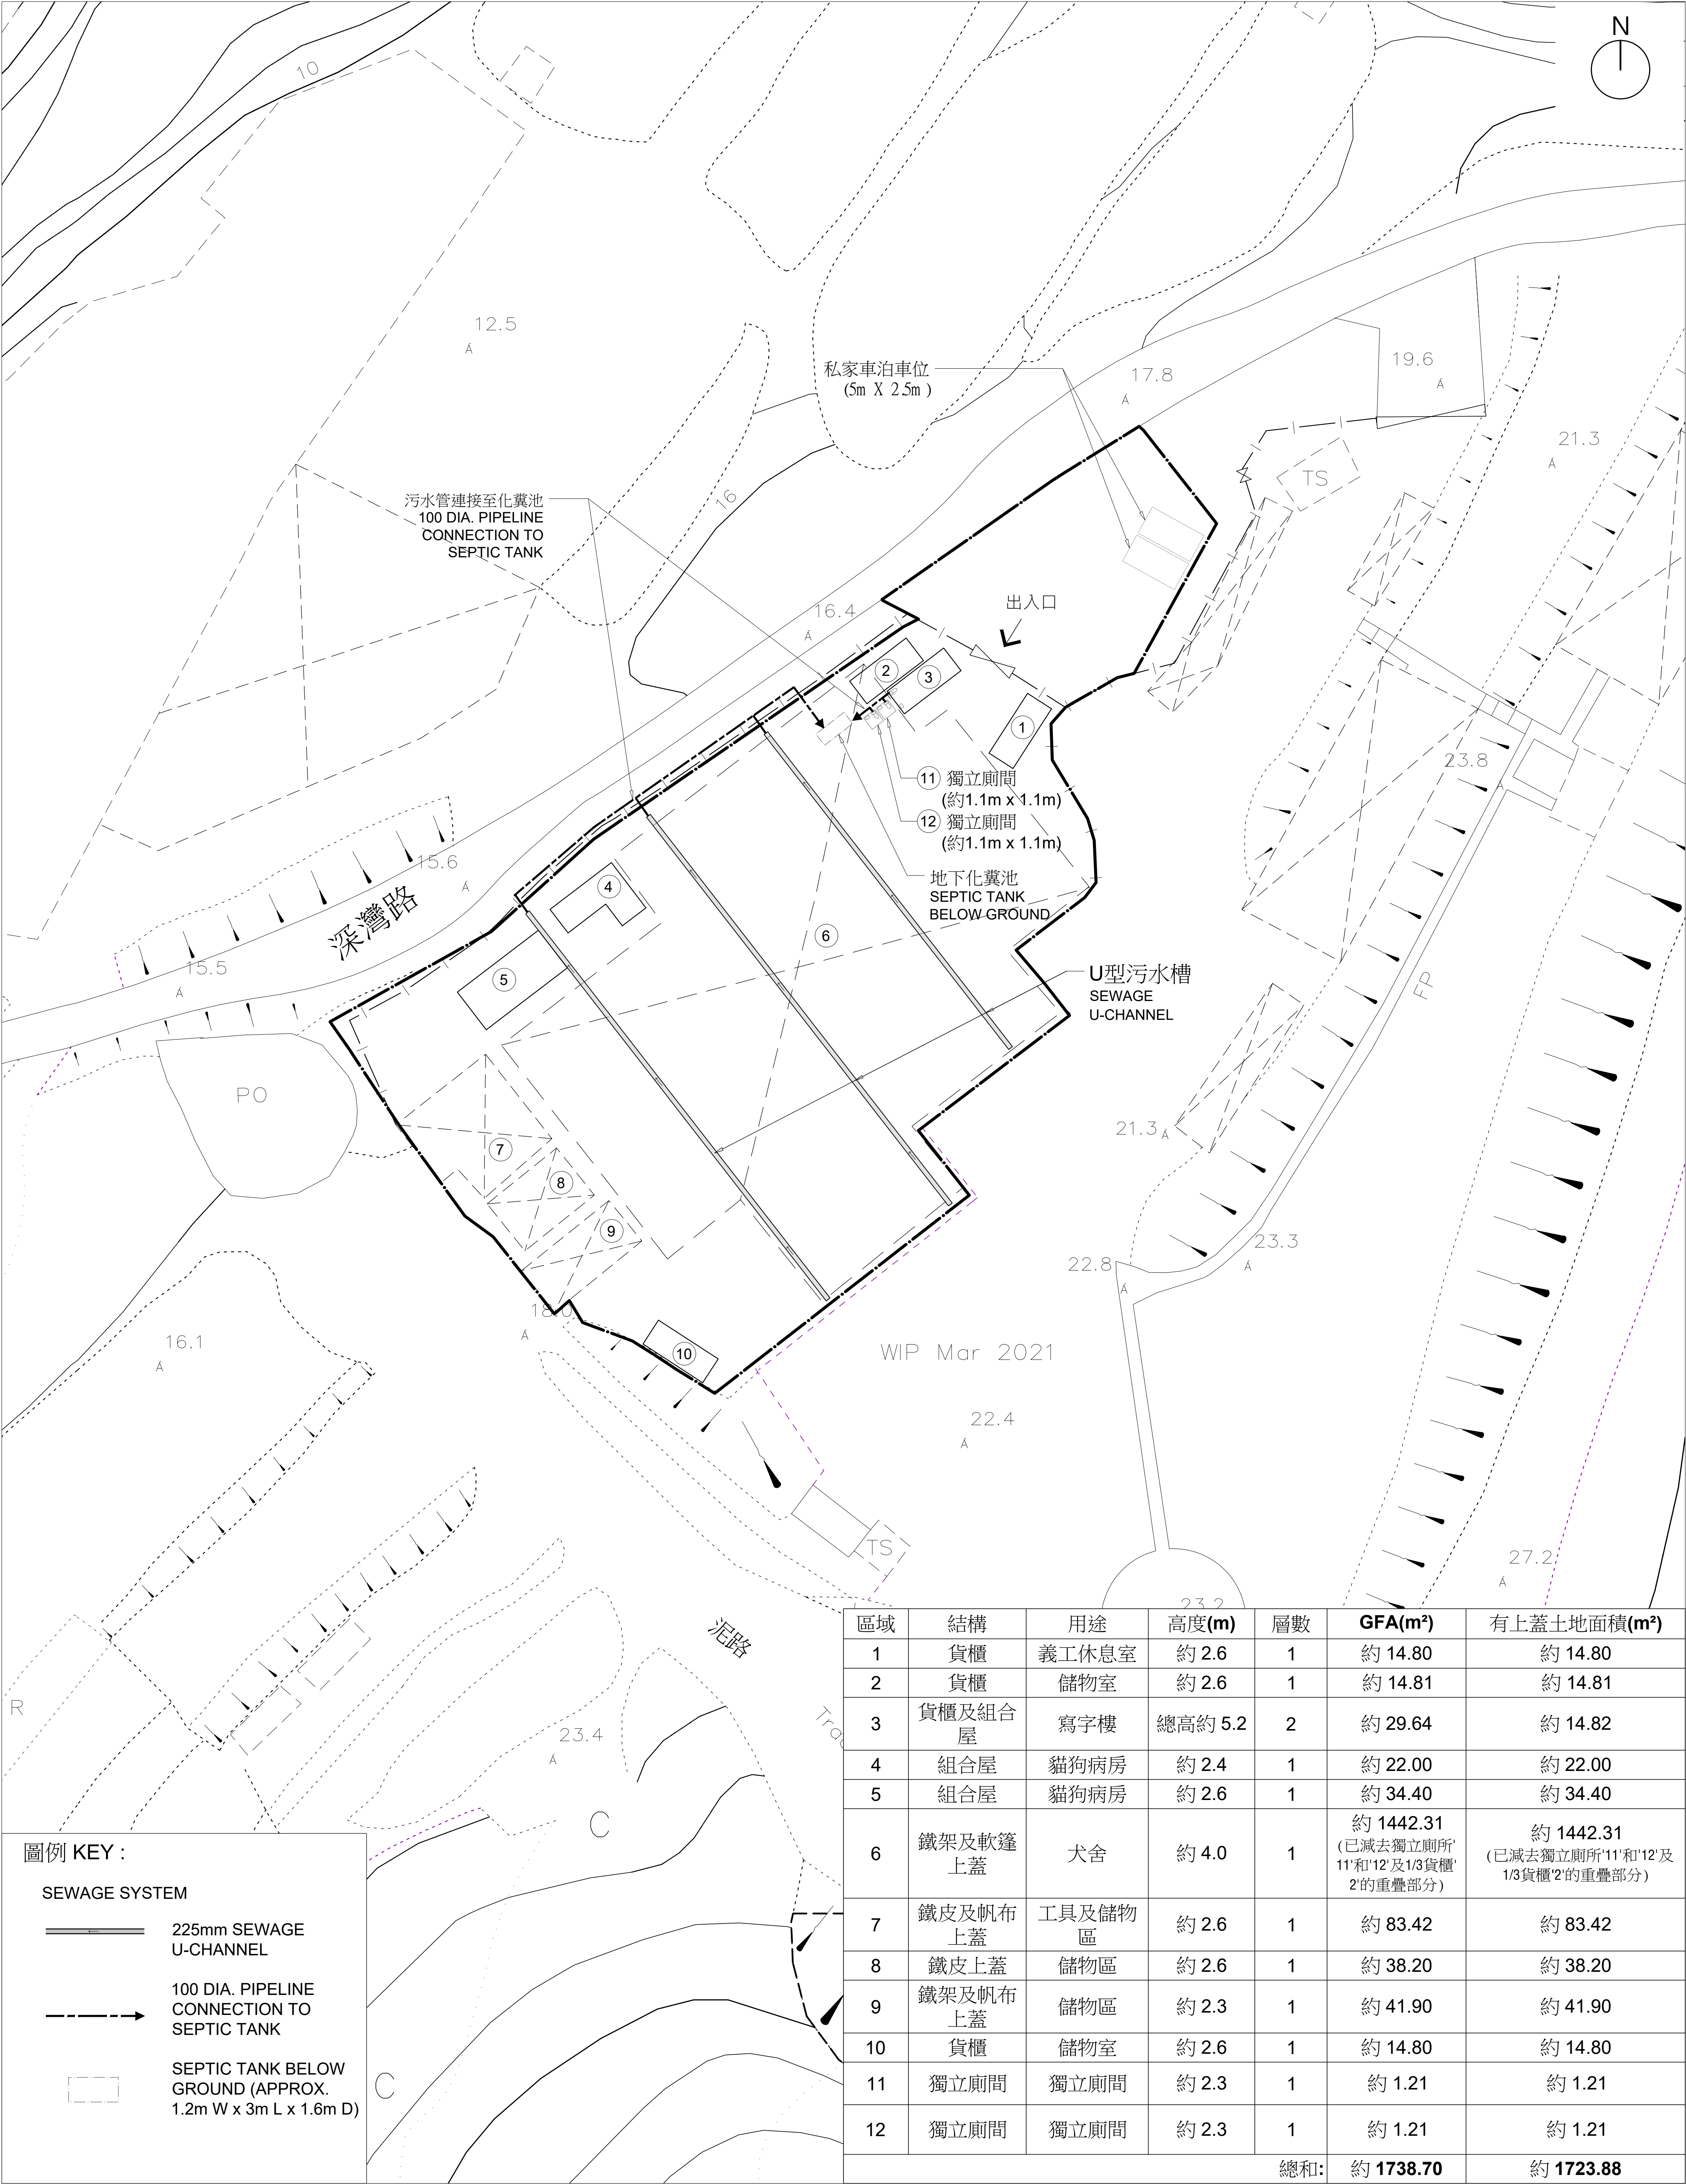 N
10
12.5
私家車泊車位
(5m X 2.5m )
17.8
19.6
21.3
TS
污水管連接至化糞池
100 DIA. PIPELINE
CONNECTION TO
SEPTIC TANK
16
16.4
出入口
2
3
1
11 獨立廁間
(約1.1m x 1.1m)
12 獨立廁間
(約1.1m x 1.1m)
23.8
15.6
深灣路
4
地下化糞池
SEPTIC TANK
BELOW GROUND
6
15.5
5
U型污水槽
SEWAGE
U-CHANNEL
FP
PO
7
21.3
8
9
23.3
22.8
18.0
16.1
10
WIP Mar 2021
22.4
TS
27.2
23.2
泥路
R
23.4
C
C
區域 結構 用途 高度(m) 層數 GFA(m²) 有上蓋土地面積(m²)
1 貨櫃 義工休息室 約 2.6 1 約 14.80 約 14.80
2 貨櫃 儲物室 約 2.6 1 約 14.81 約 14.81
3 貨櫃及組合
屋 寫字樓 總高約 5.2 2 約 29.64 約 14.82
4 組合屋 貓狗病房 約 2.4 1 約 22.00 約 22.00
5 組合屋 貓狗病房 約 2.6 1 約 34.40 約 34.40
6 鐵架及軟篷
上蓋 犬舍 約 4.0 1 約 1442.31
(已減去獨立廁所'
11'和'12'及1/3貨櫃'
2'的重疊部分)
約 1442.31
(已減去獨立廁所'11'和'12'及
1/3貨櫃'2'的重疊部分)
7 鐵皮及帆布
上蓋 工具及儲物
區 約 2.6 1 約 83.42 約 83.42
8 鐵皮上蓋 儲物區 約 2.6 1 約 38.20 約 38.20
9 鐵架及帆布
上蓋 儲物區 約 2.3 1 約 41.90 約 41.90
10 貨櫃 儲物室 約 2.6 1 約 14.80 約 14.80
11 獨立廁間 獨立廁間 約 2.3 1 約 1.21 約 1.21
12 獨立廁間 獨立廁間 約 2.3 1 約 1.21 約 1.21
總和: 約 1738.70 約 1723.88
圖例 KEY :
SEWAGE SYSTEM
225mm SEWAGE
U-CHANNEL
100 DIA. PIPELINE
CONNECTION TO
SEPTIC TANK
SEPTIC TANK BELOW
GROUND (APPROX.
1.2m W x 3m L x 1.6m D)